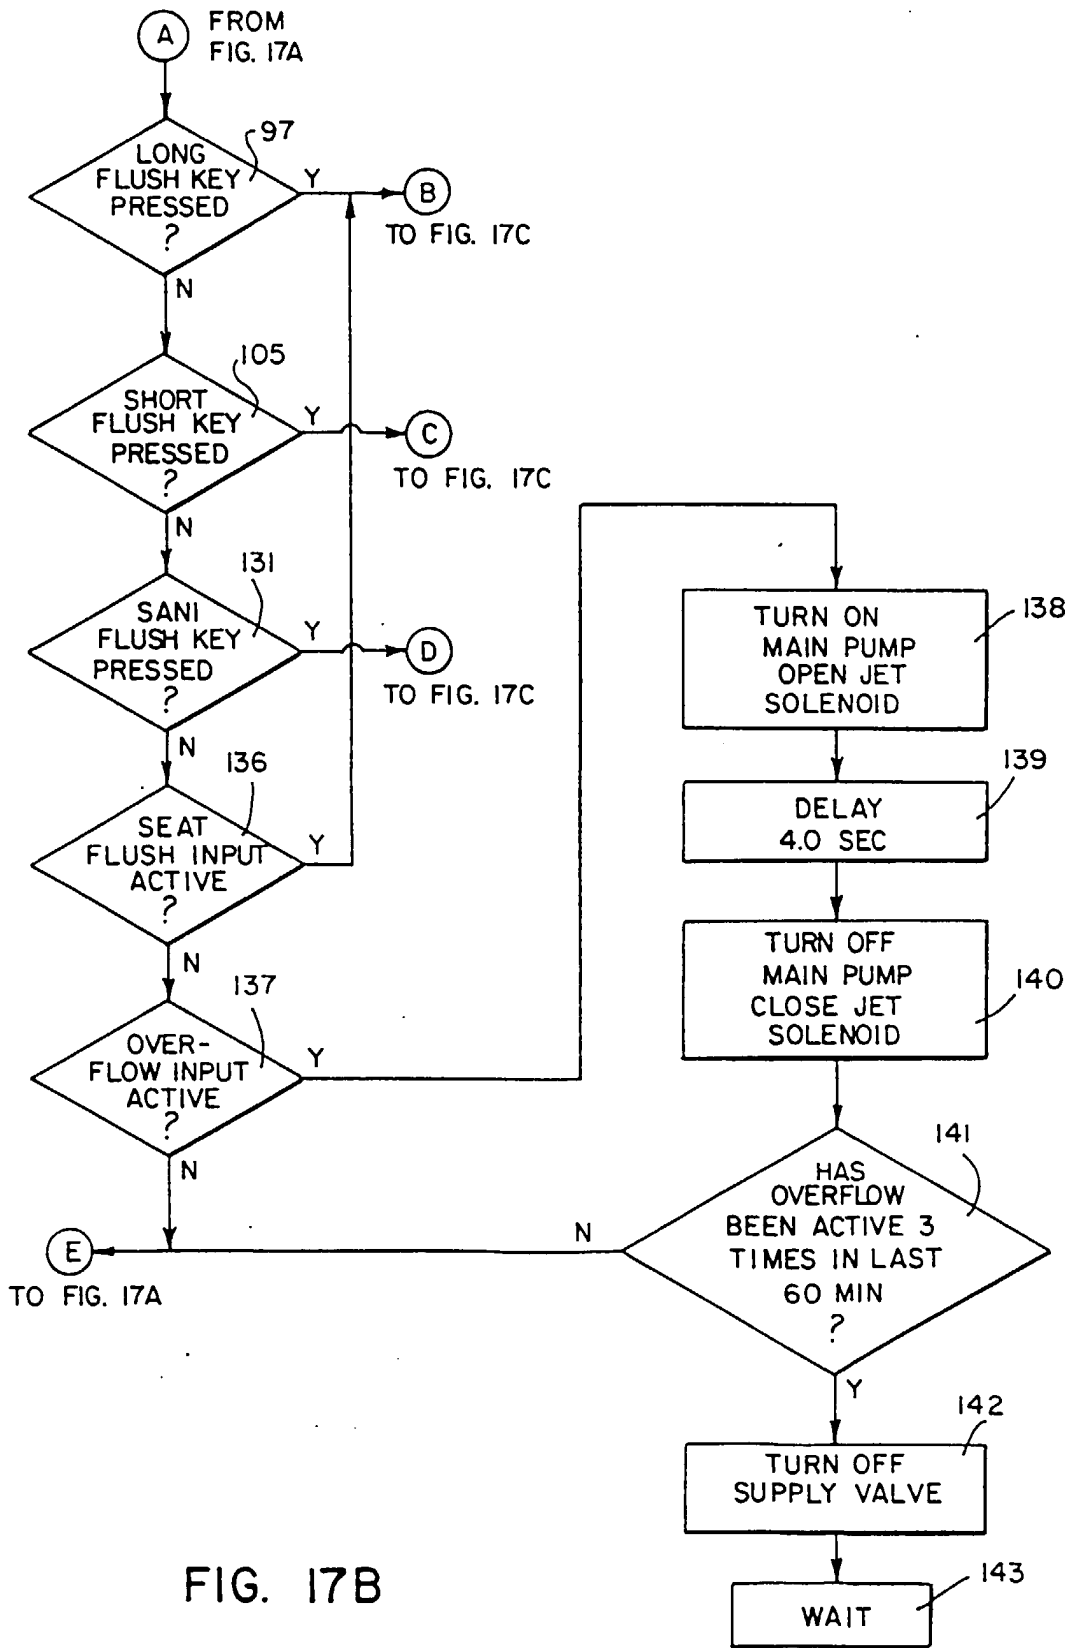 A
FROM
FIG. 17A
97
LONG
FLUSH KEY
PRESSED
?
Y
B
TO FIG. 17C
N
105
SHORT
FLUSH KEY
PRESSED
?
Y
C
TO FIG. 17C
N
131
SANI
FLUSH KEY
PRESSED
?
Y
D
TO FIG. 17C
N
136
SEAT
FLUSH INPUT
ACTIVE
?
Y
N
137
OVER-
FLOW INPUT
ACTIVE
?
Y
N
E
TO FIG. 17A
TURN ON
MAIN PUMP
OPEN JET
SOLENOID
138
DELAY
4.0 SEC
139
TURN OFF
MAIN PUMP
CLOSE JET
SOLENOID
140
141
HAS
OVERFLOW
BEEN ACTIVE 3
TIMES IN LAST
60 MIN
?
N
Y
142
TURN OFF
SUPPLY VALVE
143
WAIT
FIG. 17B